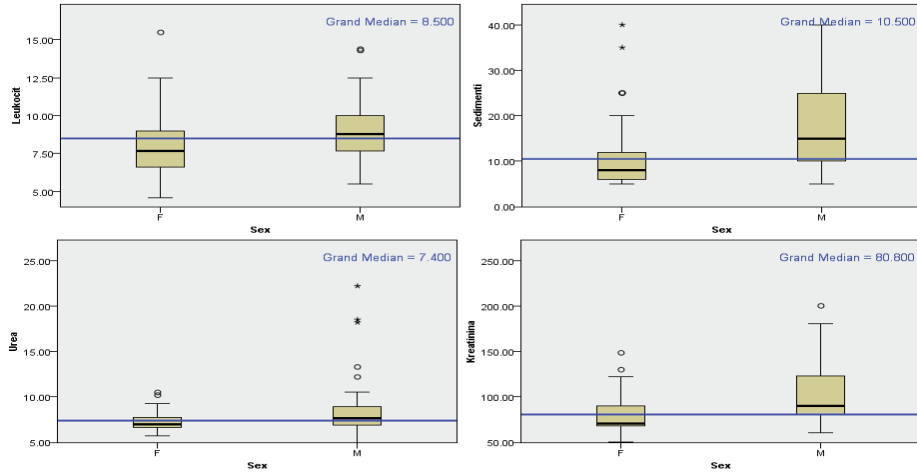 Grand Median = 8.500
15.00
12.50
10.00
7.50
5.00
Leukocit
F
M
Sex
Grand Median = 10.500
40.00
30.00
20.00
10.00
0.00
Sedimenti
F
M
Sex
Grand Median = 7.400
25.00
20.00
15.00
10.00
5.00
Urea
F
M
Sex
Grand Median = 80.800
250.00
200.00
150.00
100.00
50.00
Kreatinina
F
M
Sex